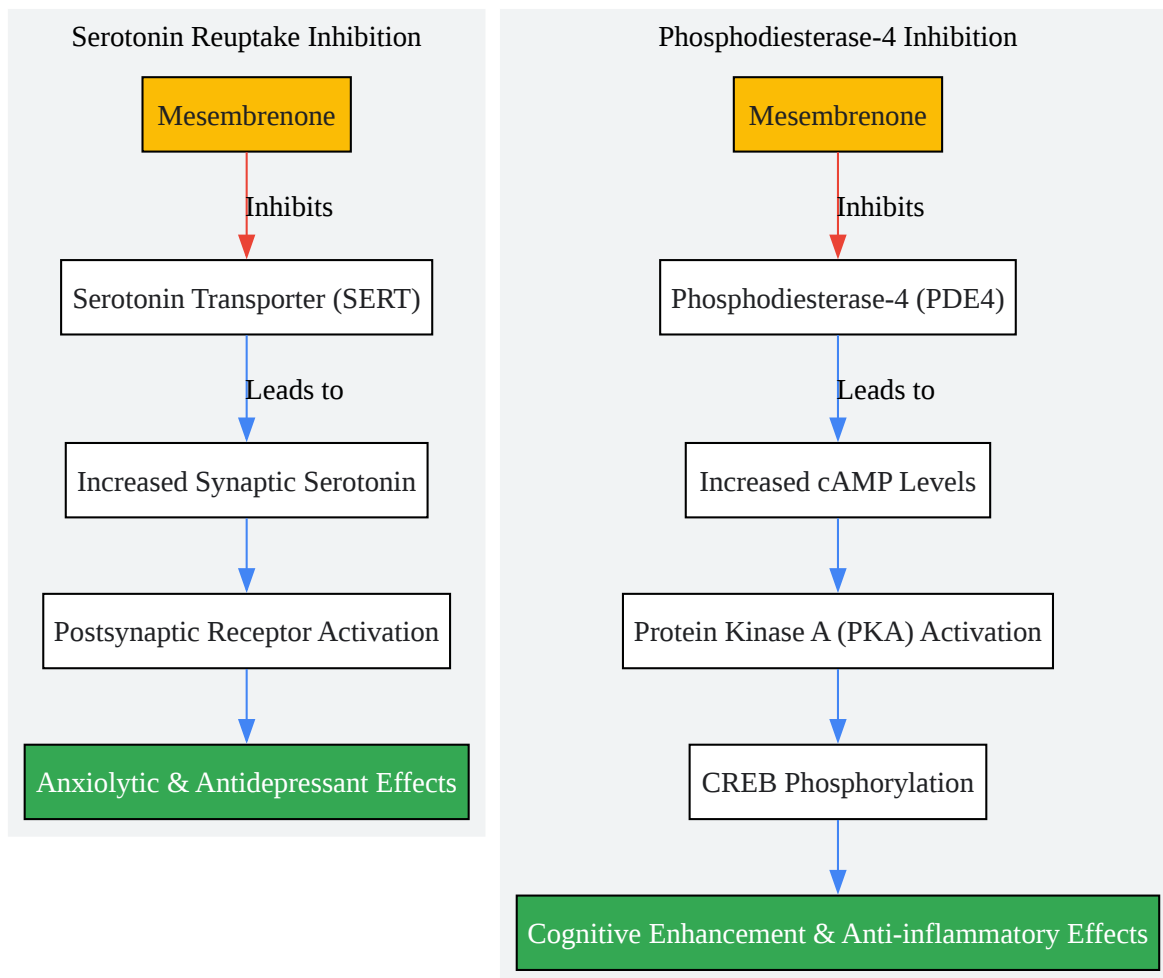 Serotonin Reuptake Inhibition
Mesembrenone
Inhibits
Serotonin Transporter (SERT)
Leads to
Increased Synaptic Serotonin
Postsynaptic Receptor Activation
Anxiolytic & Antidepressant Effects
Phosphodiesterase-4 Inhibition
Mesembrenone
Inhibits
Phosphodiesterase-4 (PDE4)
Leads to
Increased cAMP Levels
Protein Kinase A (PKA) Activation
CREB Phosphorylation
Cognitive Enhancement & Anti-inflammatory Effects